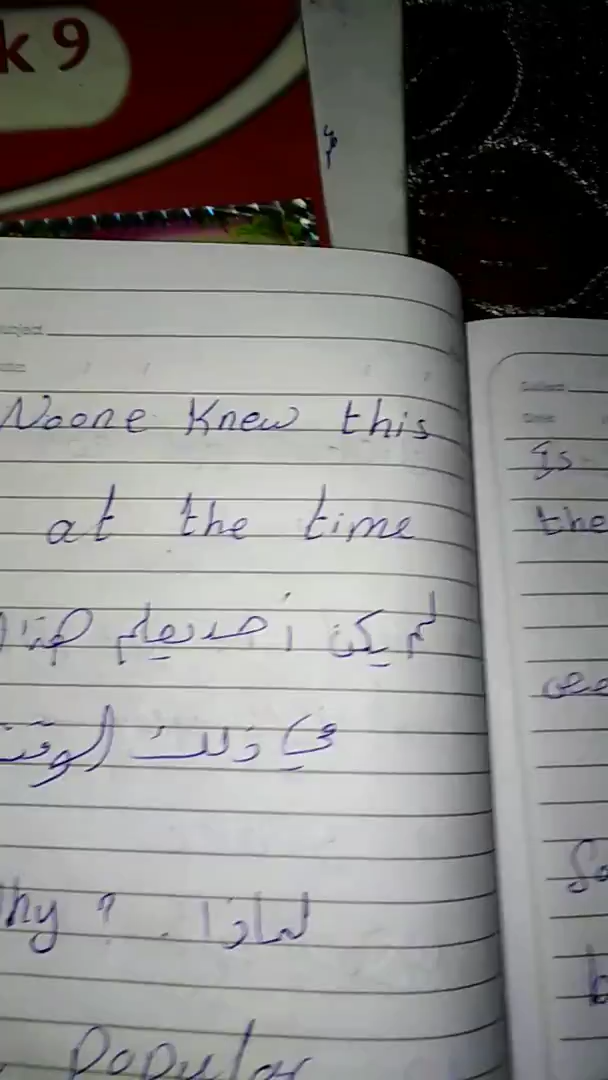 k 9
Noone Knew this
at the time
لم يكن أحد يعلم هذا
في ذلك الوقت
hy ? لماذا
Popular
Is
the